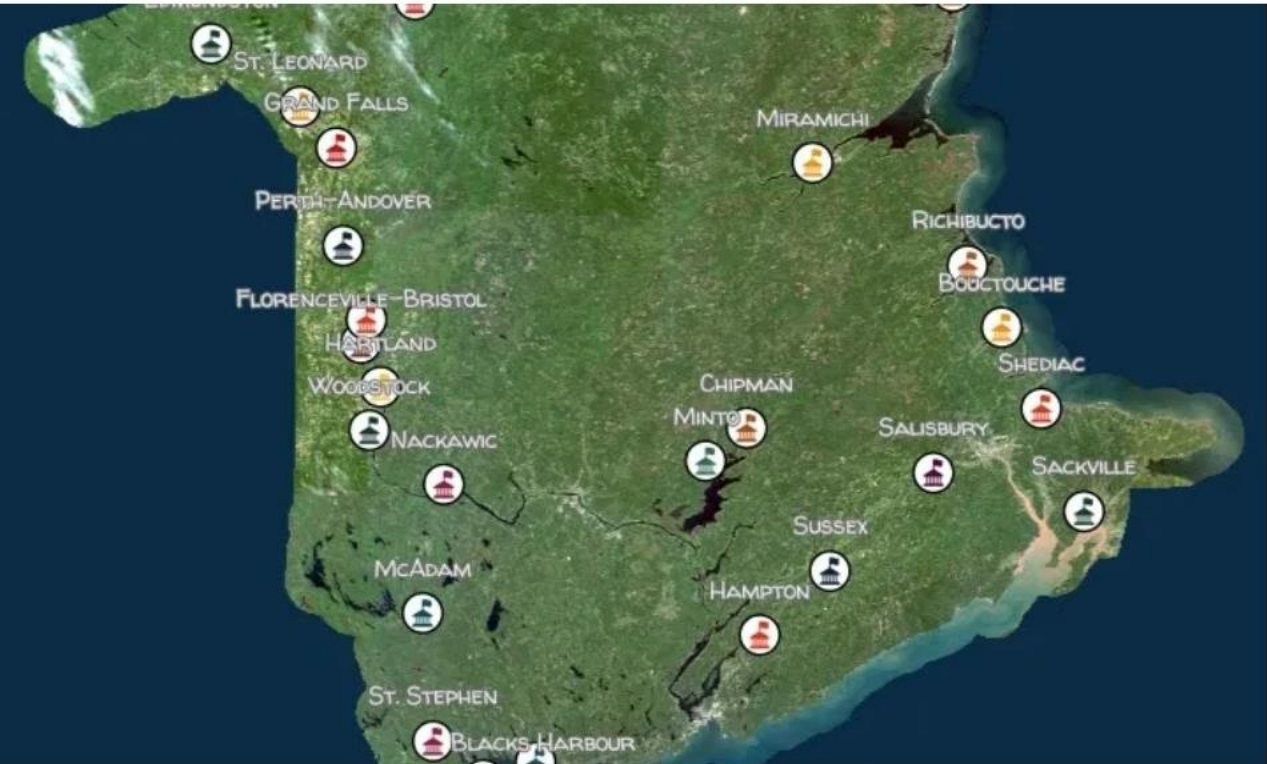 EDMUNDSTON
ST. LEONARD
GRAND FALLS
MIRAMICHI
PERTH-ANDOVER
RICHIBUCTO
BOUCTOUCHE
FLORENCEVILLE-BRISTOL
HARTLAND
SHEDIAC
WOODSTOCK
CHIPMAN
MINTO
SALISBURY
NACKAWIC
SACKVILLE
SUSSEX
MCADAM
HAMPTON
ST. STEPHEN
BLACKS HARBOUR